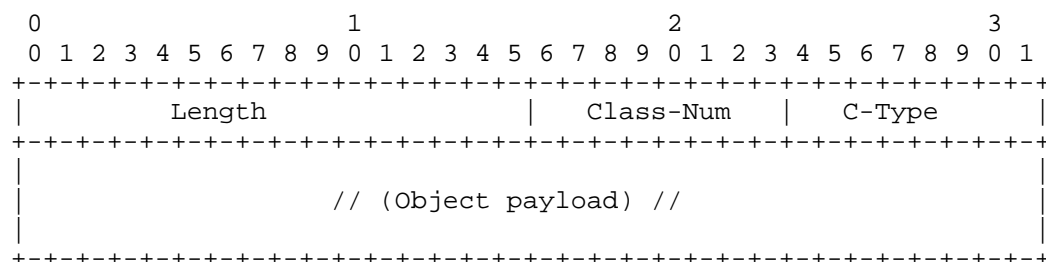 0                   1                   2                   3
 0 1 2 3 4 5 6 7 8 9 0 1 2 3 4 5 6 7 8 9 0 1 2 3 4 5 6 7 8 9 0 1
+-+-+-+-+-+-+-+-+-+-+-+-+-+-+-+-+-+-+-+-+-+-+-+-+-+-+-+-+-+-+-+-+
|         Length                |   Class-Num   |   C-Type      |
+-+-+-+-+-+-+-+-+-+-+-+-+-+-+-+-+-+-+-+-+-+-+-+-+-+-+-+-+-+-+-+-+
|                                                               |
|                   // (Object payload) //                      |
|                                                               |
+-+-+-+-+-+-+-+-+-+-+-+-+-+-+-+-+-+-+-+-+-+-+-+-+-+-+-+-+-+-+-+-+